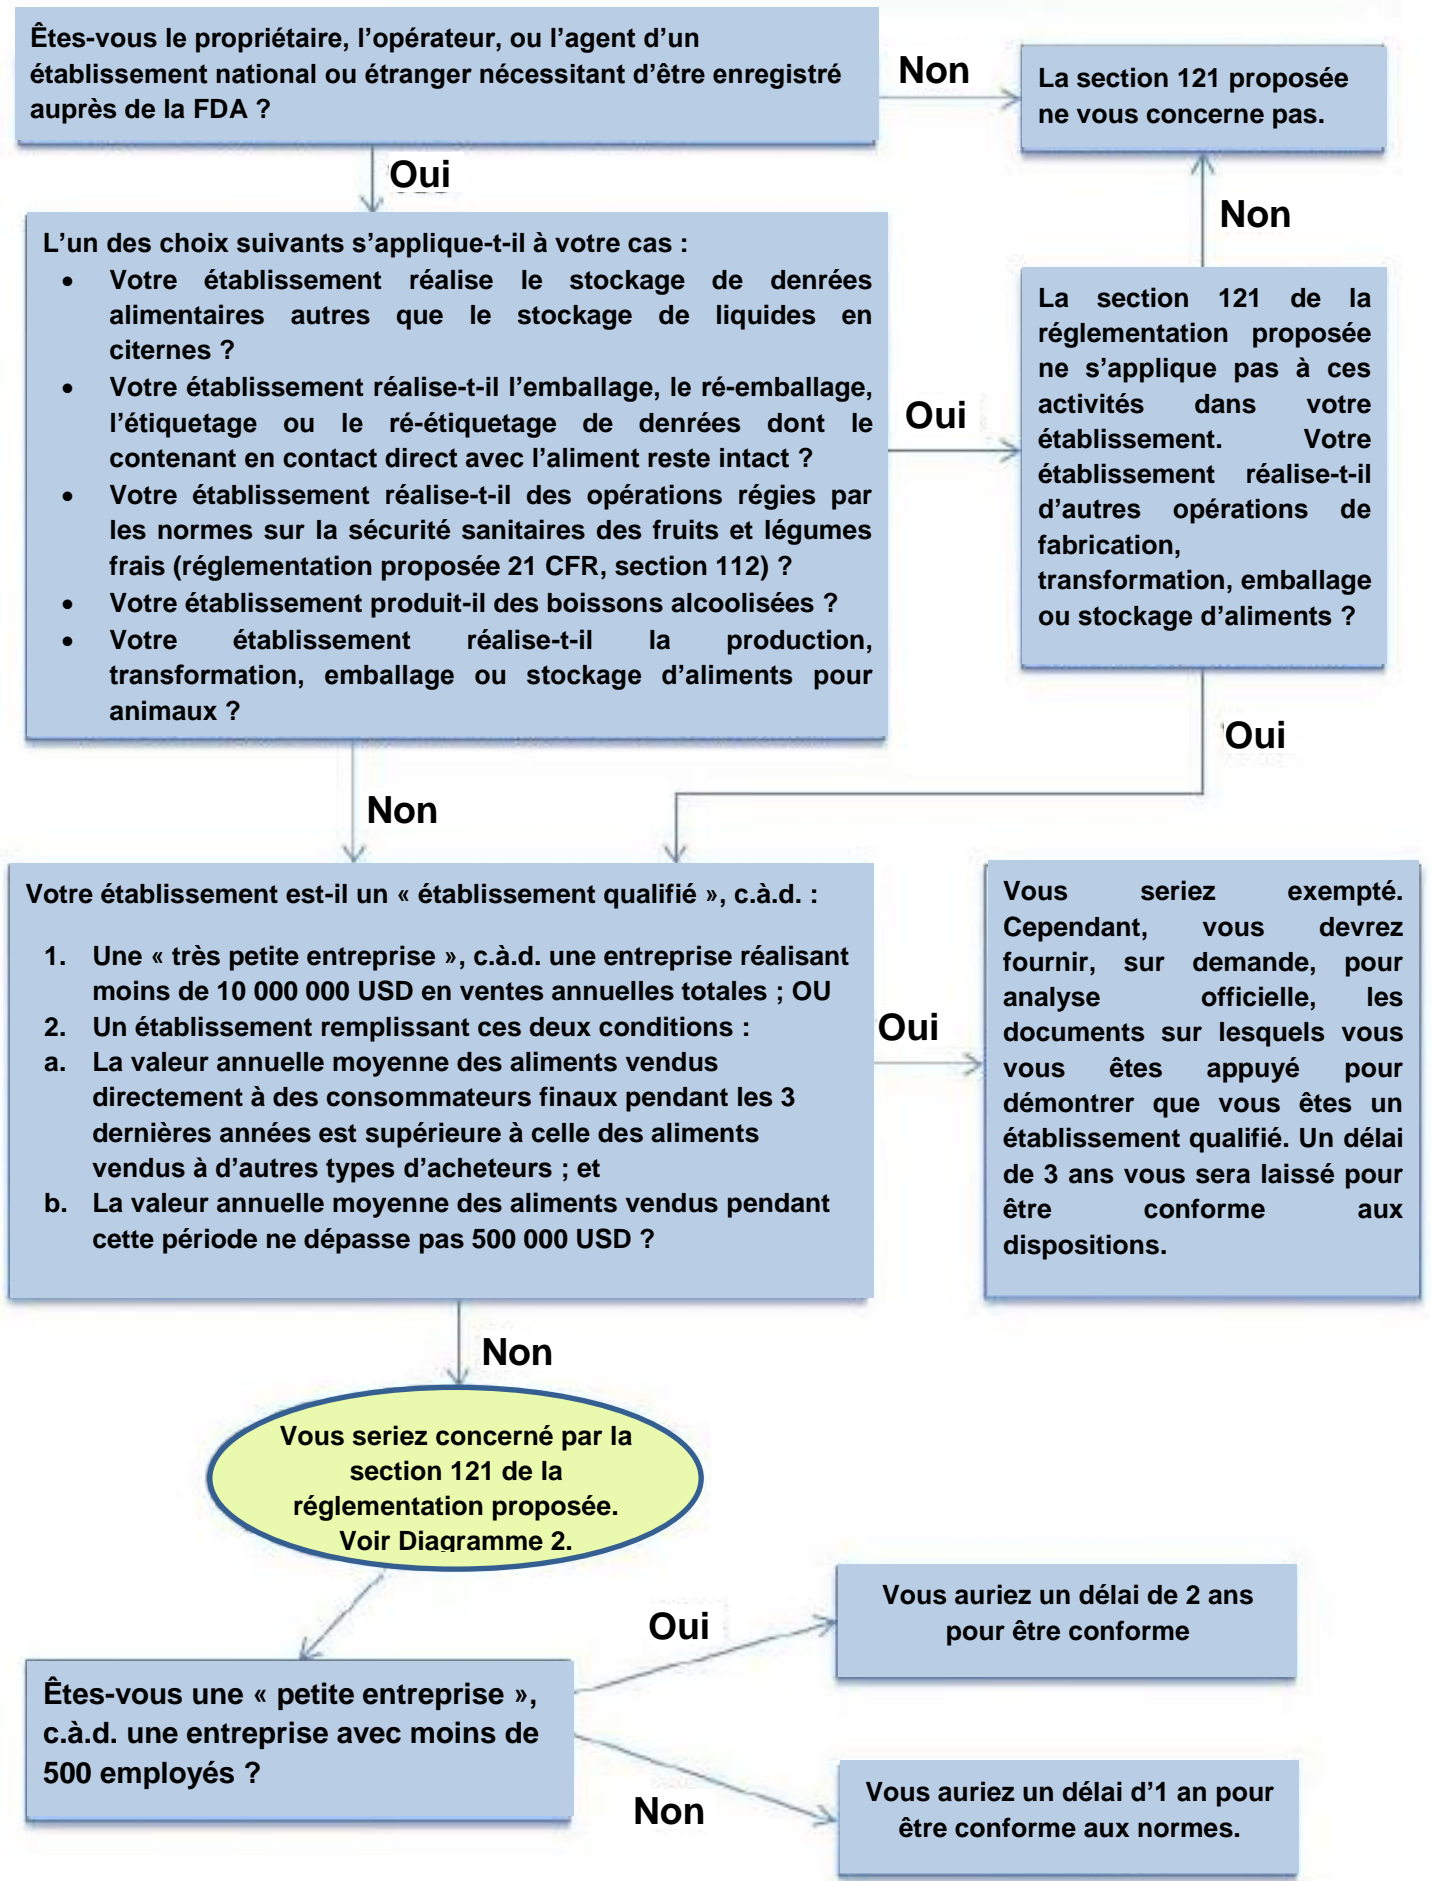 Êtes-vous le propriétaire, l’opérateur, ou l’agent d’un
établissement national ou étranger nécessitant d’être enregistré
auprès de la FDA ?
Non
La section 121 proposée
ne vous concerne pas.
Oui
Non
L’un des choix suivants s’applique-t-il à votre cas :
• Votre établissement réalise le stockage de denrées
alimentaires autres que le stockage de liquides en
citernes ?
• Votre établissement réalise-t-il l’emballage, le ré-emballage,
l’étiquetage ou le ré-étiquetage de denrées dont le
contenant en contact direct avec l’aliment reste intact ?
• Votre établissement réalise-t-il des opérations régies par
les normes sur la sécurité sanitaires des fruits et légumes
frais (réglementation proposée 21 CFR, section 112) ?
• Votre établissement produit-il des boissons alcoolisées ?
• Votre établissement réalise-t-il la production,
transformation, emballage ou stockage d’aliments pour
animaux ?
Oui
La section 121 de la
réglementation proposée
ne s’applique pas à ces
activités dans votre
établissement. Votre
établissement réalise-t-il
d’autres opérations de
fabrication,
transformation, emballage
ou stockage d’aliments ?
Oui
Non
Votre établissement est-il un « établissement qualifié », c.à.d. :
1. Une « très petite entreprise », c.à.d. une entreprise réalisant
moins de 10 000 000 USD en ventes annuelles totales ; OU
2. Un établissement remplissant ces deux conditions :
a. La valeur annuelle moyenne des aliments vendus
directement à des consommateurs finaux pendant les 3
dernières années est supérieure à celle des aliments
vendus à d’autres types d’acheteurs ; et
b. La valeur annuelle moyenne des aliments vendus pendant
cette période ne dépasse pas 500 000 USD ?
Oui
Vous seriez exempté.
Cependant, vous devrez
fournir, sur demande, pour
analyse officielle, les
documents sur lesquels vous
vous êtes appuyé pour
démontrer que vous êtes un
établissement qualifié. Un délai
de 3 ans vous sera laissé pour
être conforme aux
dispositions.
Non
Vous seriez concerné par la
section 121 de la
réglementation proposée.
Voir Diagramme 2.
Êtes-vous une « petite entreprise »,
c.à.d. une entreprise avec moins de
500 employés ?
Oui
Vous auriez un délai de 2 ans
pour être conforme
Non
Vous auriez un délai d’1 an pour
être conforme aux normes.